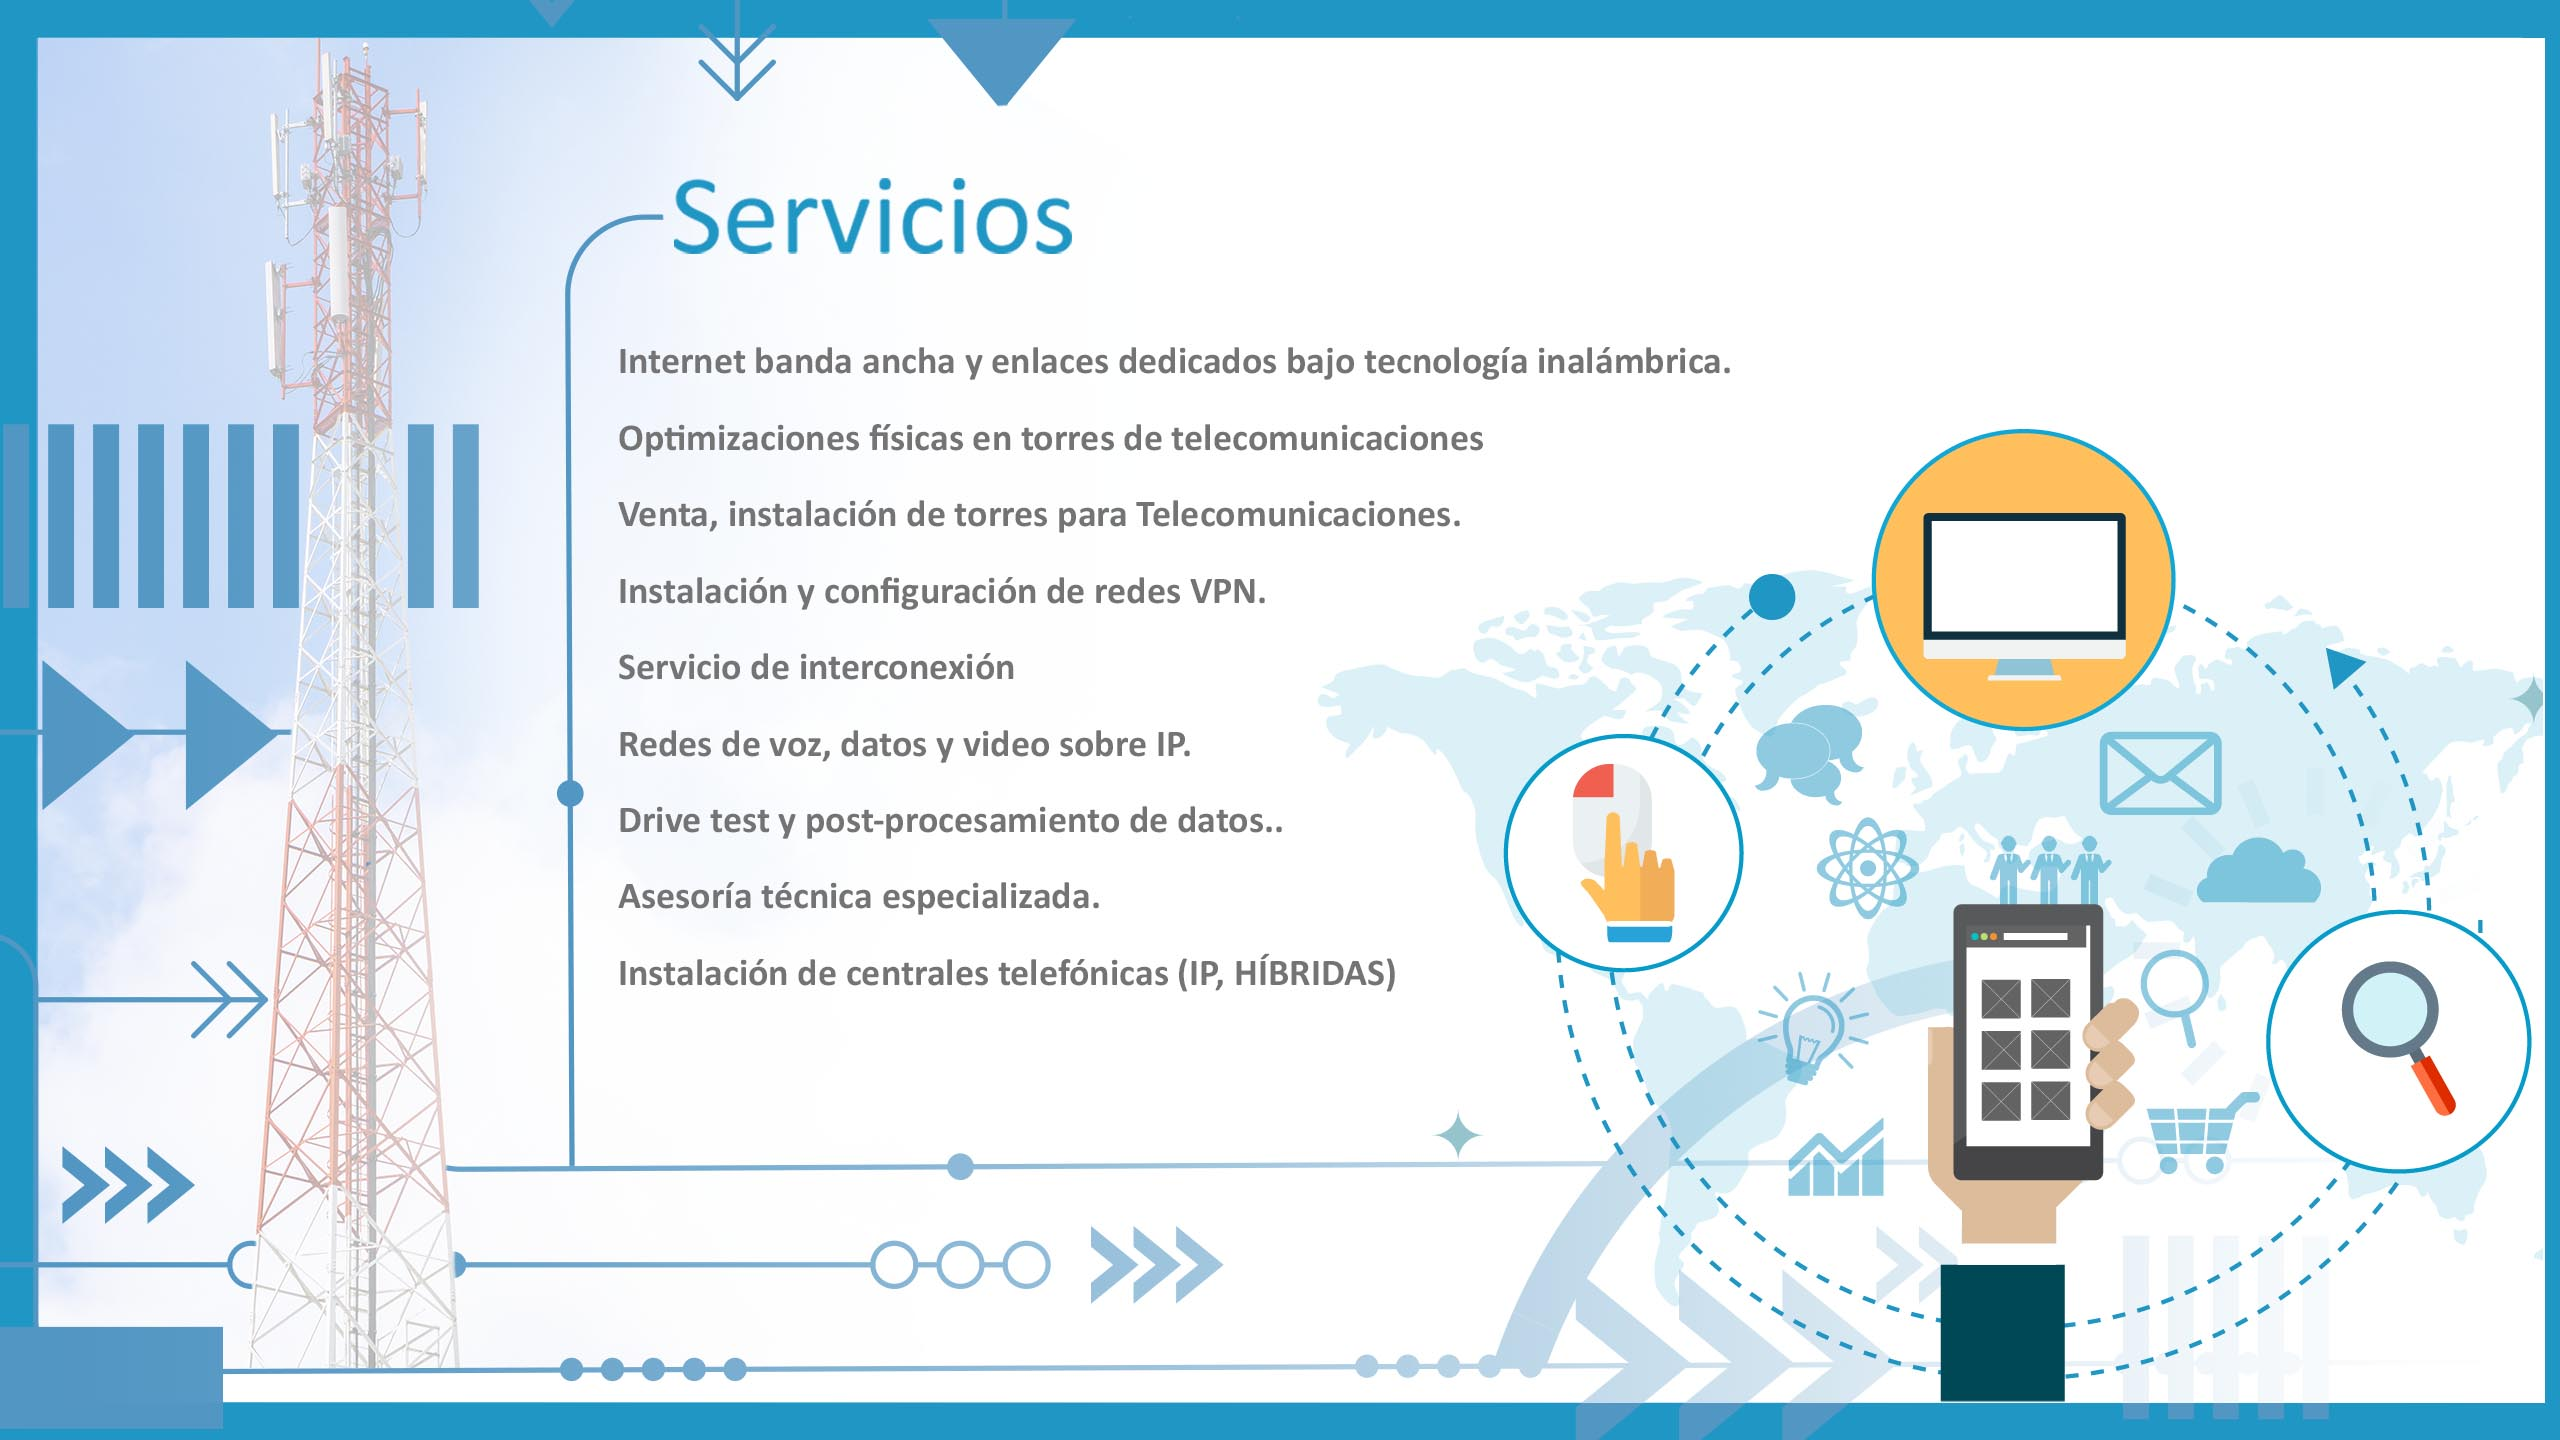 Servicios
Internet banda ancha y enlaces dedicados bajo tecnología inalámbrica.
Optimizaciones físicas en torres de telecomunicaciones
Venta, instalación de torres para Telecomunicaciones.
Instalación y configuración de redes VPN.
Servicio de interconexión
Redes de voz, datos y video sobre IP.
Drive test y post-procesamiento de datos..
Asesoría técnica especializada.
Instalación de centrales telefónicas (IP, HÍBRIDAS)